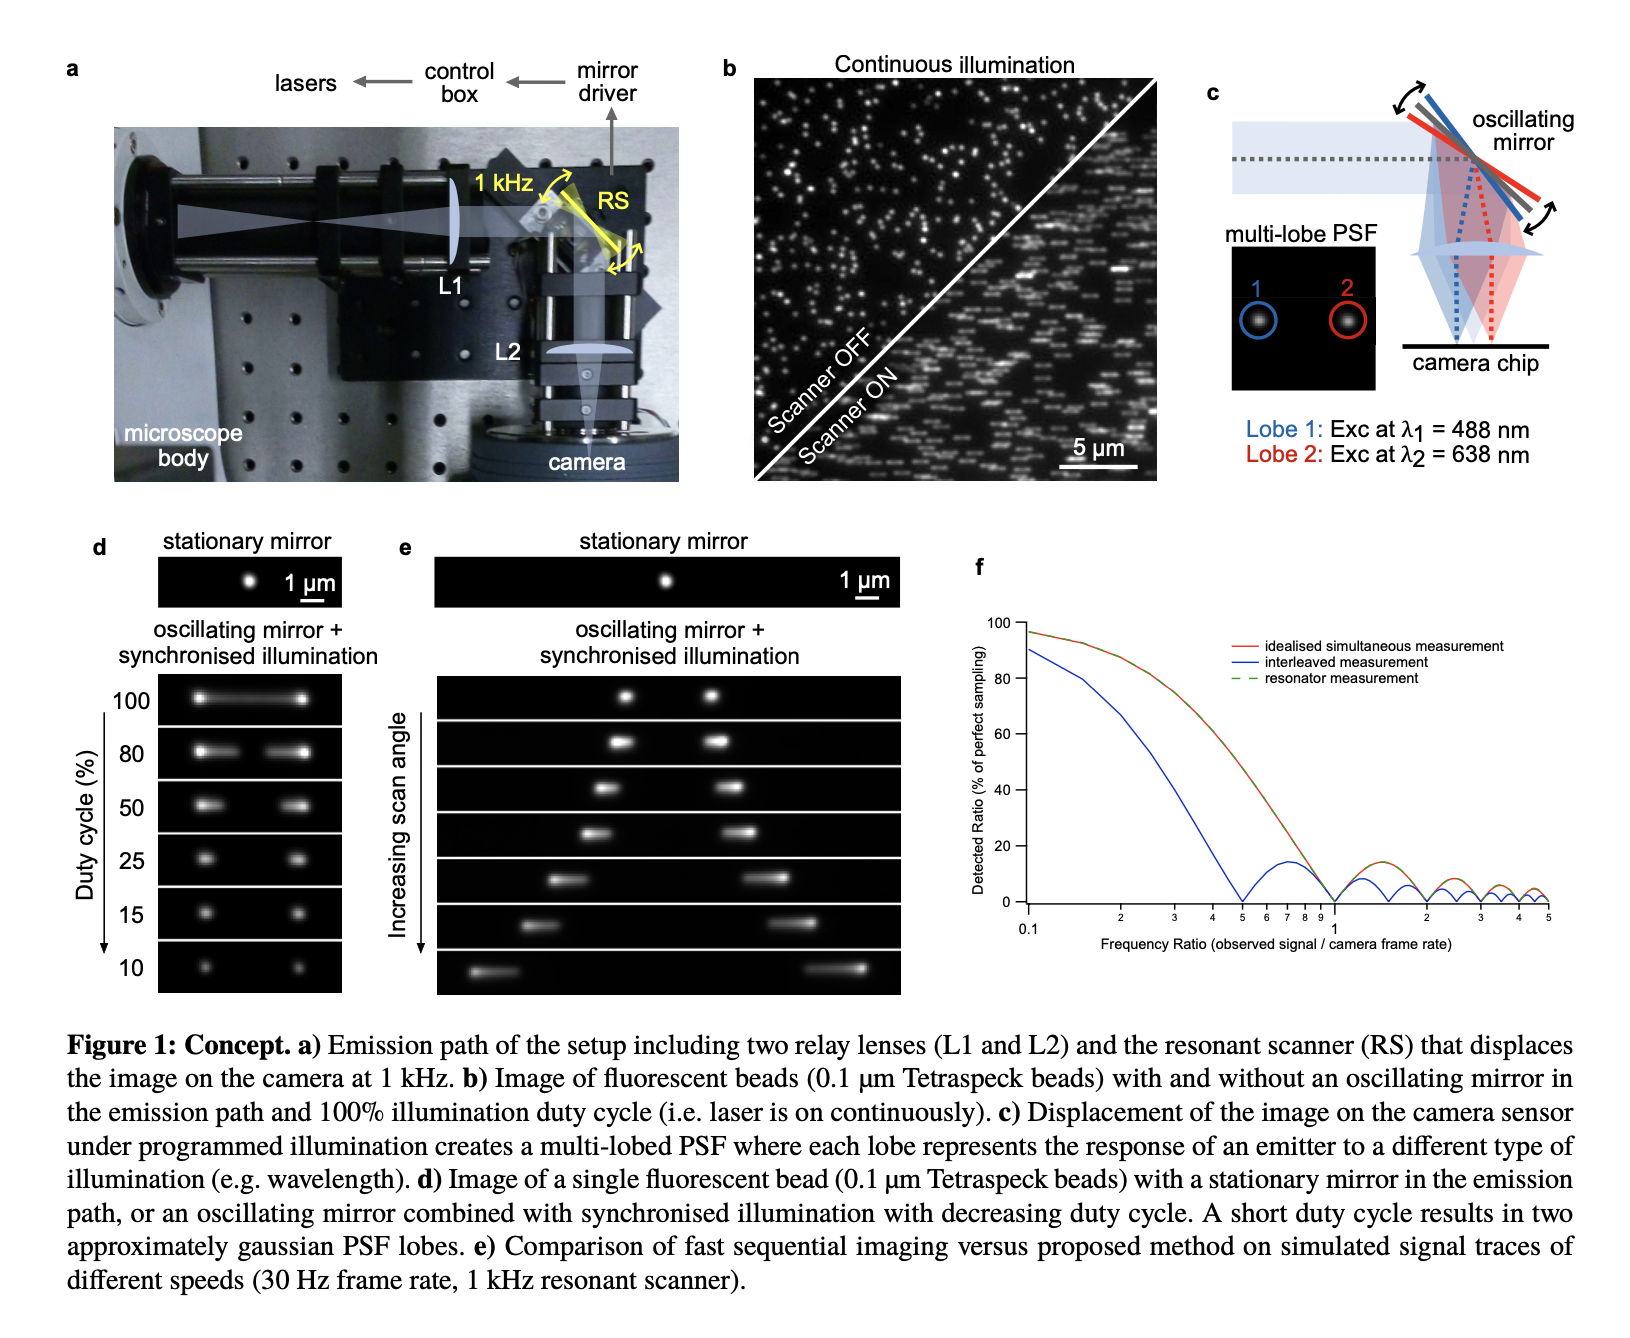 a
lasers
control
box
mirror
driver
1 kHz
RS
L1
L2
microscope
body
camera
b
Continuous illumination
Scanner OFF
Scanner ON
5 µm
c
oscillating
mirror
multi-lobe PSF
1
2
camera chip
Lobe 1: Exc at λ1 = 488 nm
Lobe 2: Exc at λ2 = 638 nm
d
stationary mirror
1 µm
oscillating mirror +
synchronised illumination
Duty cycle (%)
100
80
50
25
15
10
e
stationary mirror
1 µm
oscillating mirror +
synchronised illumination
Increasing scan angle
f
Detected Ratio (% of perfect sampling)
100
80
60
40
20
0
idealised simultaneous measurement
interleaved measurement
resonator measurement
0.1
2
3
4
5
6
7
8
9
1
2
3
4
5
Frequency Ratio (observed signal / camera frame rate)
Figure 1: Concept. a) Emission path of the setup including two relay lenses (L1 and L2) and the resonant scanner (RS) that displaces
the image on the camera at 1 kHz. b) Image of fluorescent beads (0.1 µm Tetraspeck beads) with and without an oscillating mirror in
the emission path and 100% illumination duty cycle (i.e. laser is on continuously). c) Displacement of the image on the camera sensor
under programmed illumination creates a multi-lobed PSF where each lobe represents the response of an emitter to a different type of
illumination (e.g. wavelength). d) Image of a single fluorescent bead (0.1 µm Tetraspeck beads) with a stationary mirror in the emission
path, or an oscillating mirror combined with synchronised illumination with decreasing duty cycle. A short duty cycle results in two
approximately gaussian PSF lobes. e) Comparison of fast sequential imaging versus proposed method on simulated signal traces of
different speeds (30 Hz frame rate, 1 kHz resonant scanner).